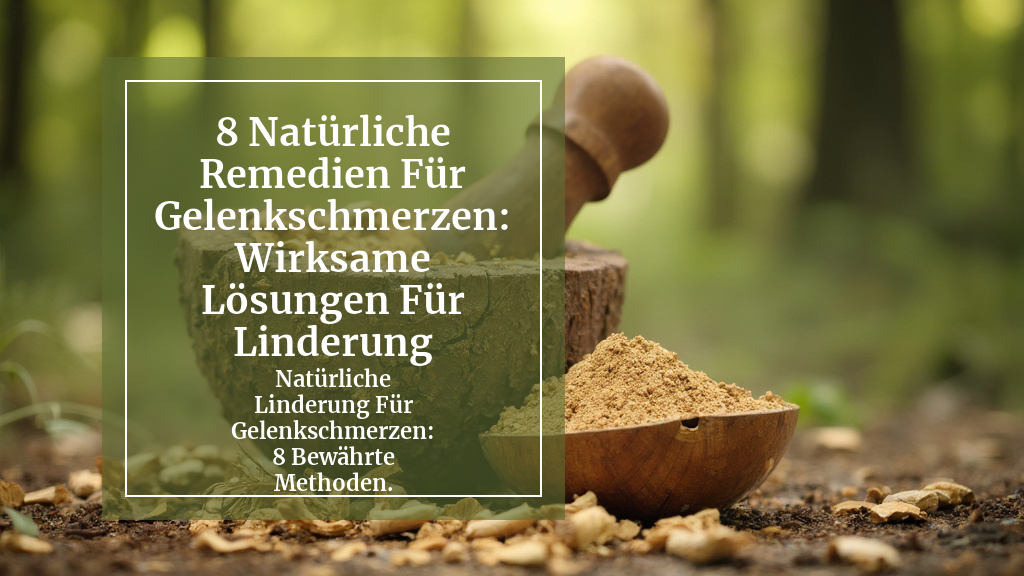 8 Natürliche
Remedien Für
Gelenkschmerzen:
Wirksame
Lösungen Für
Linderung
Natürliche
Linderung Für
Gelenkschmerzen:
8 Bewährte
Methoden.